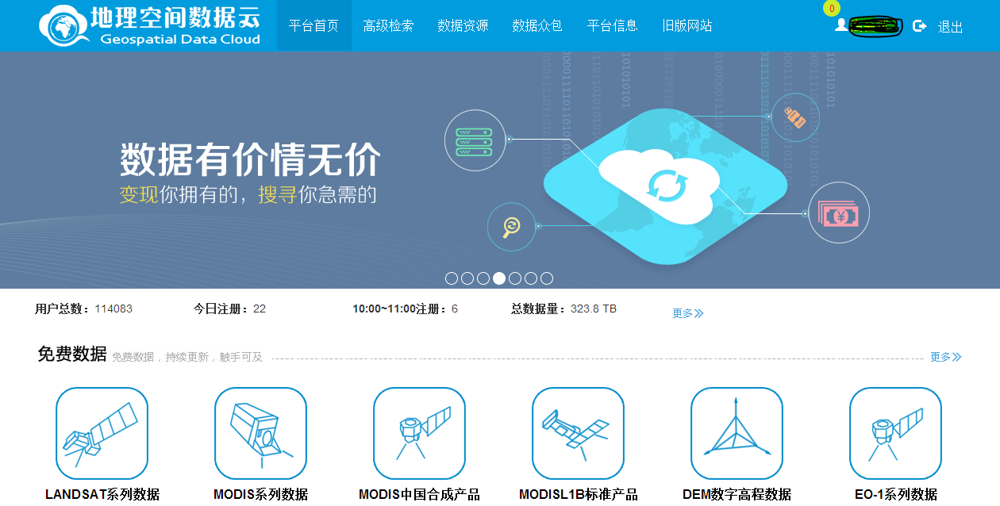 地理空间数据云
Geospatial Data Cloud
平台首页 高级检索 数据资源 数据众包 平台信息 旧版网站
0
退出
数据有价情无价
变现你拥有的，搜寻你急需的
用户总数：114083 今日注册：22 10:00~11:00注册：6 总数据量：323.8 TB 更多
免费数据 免费数据，持续更新，触手可及 更多
LANDSAT系列数据 MODIS系列数据 MODIS中国合成产品 MODISL1B标准产品 DEM数字高程数据 EO-1系列数据